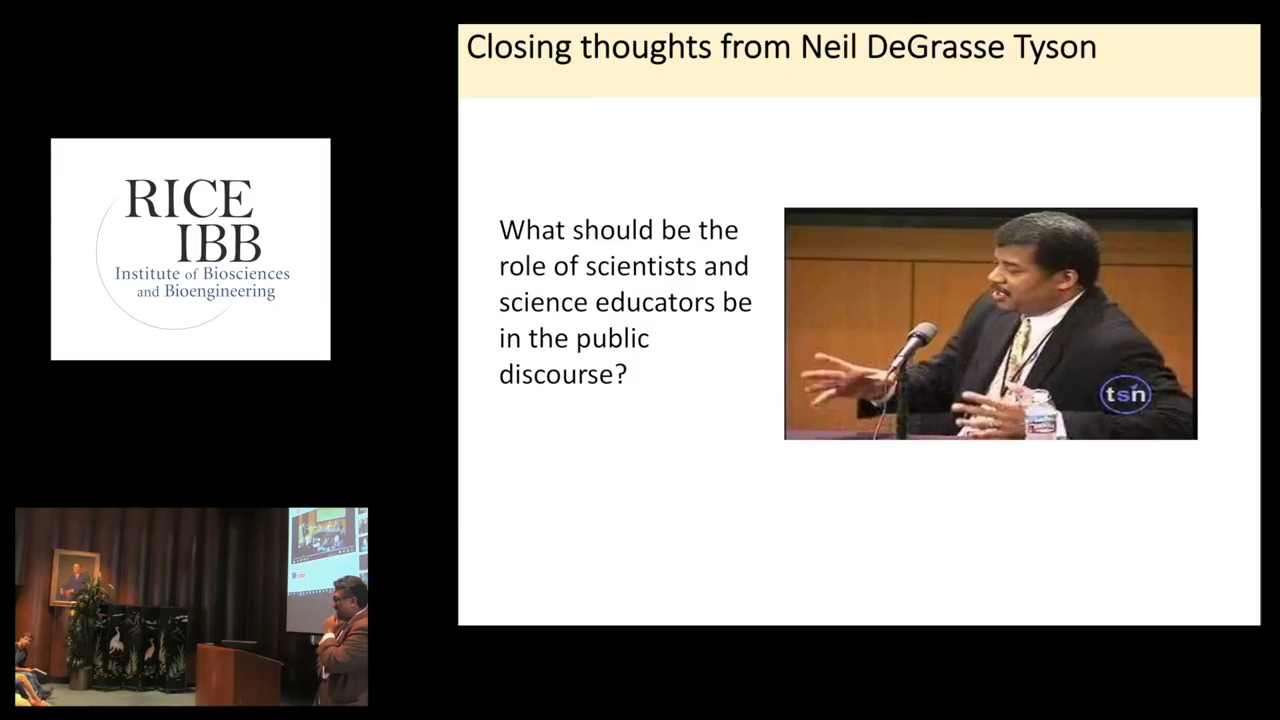 Closing thoughts from Neil DeGrasse Tyson
RICE
IBB
Institute of Biosciences
and Bioengineering
What should be the
role of scientists and
science educators be
in the public
discourse?
tsn